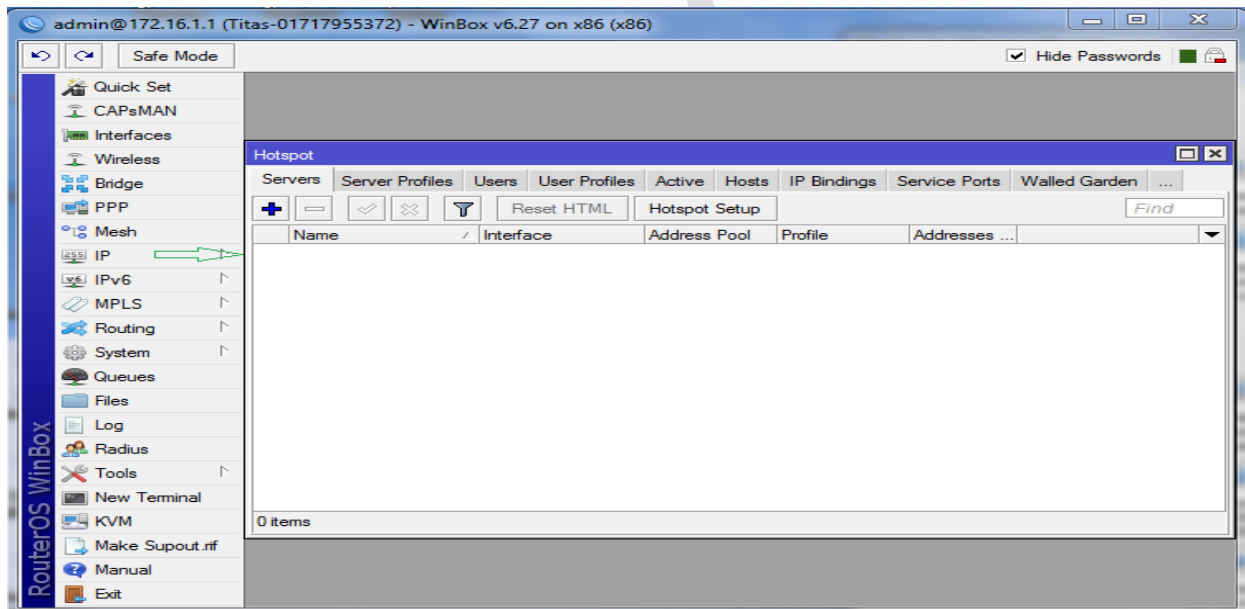 admin@172.16.1.1 (Titas-01717955372) - WinBox v6.27 on x86 (x86)
Safe Mode
Hide Passwords
Quick Set
CAPsMAN
Interfaces
Wireless
Bridge
PPP
Mesh
255 IP
v6 IPv6
MPLS
Routing
System
Queues
Files
Log
Radius
Tools
New Terminal
KVM
Make Supout.rif
Manual
Exit
RouterOS WinBox
Hotspot
Servers Server Profiles Users User Profiles Active Hosts IP Bindings Service Ports Walled Garden ...
Reset HTML Hotspot Setup Find
Name Interface Address Pool Profile Addresses ...
0 items